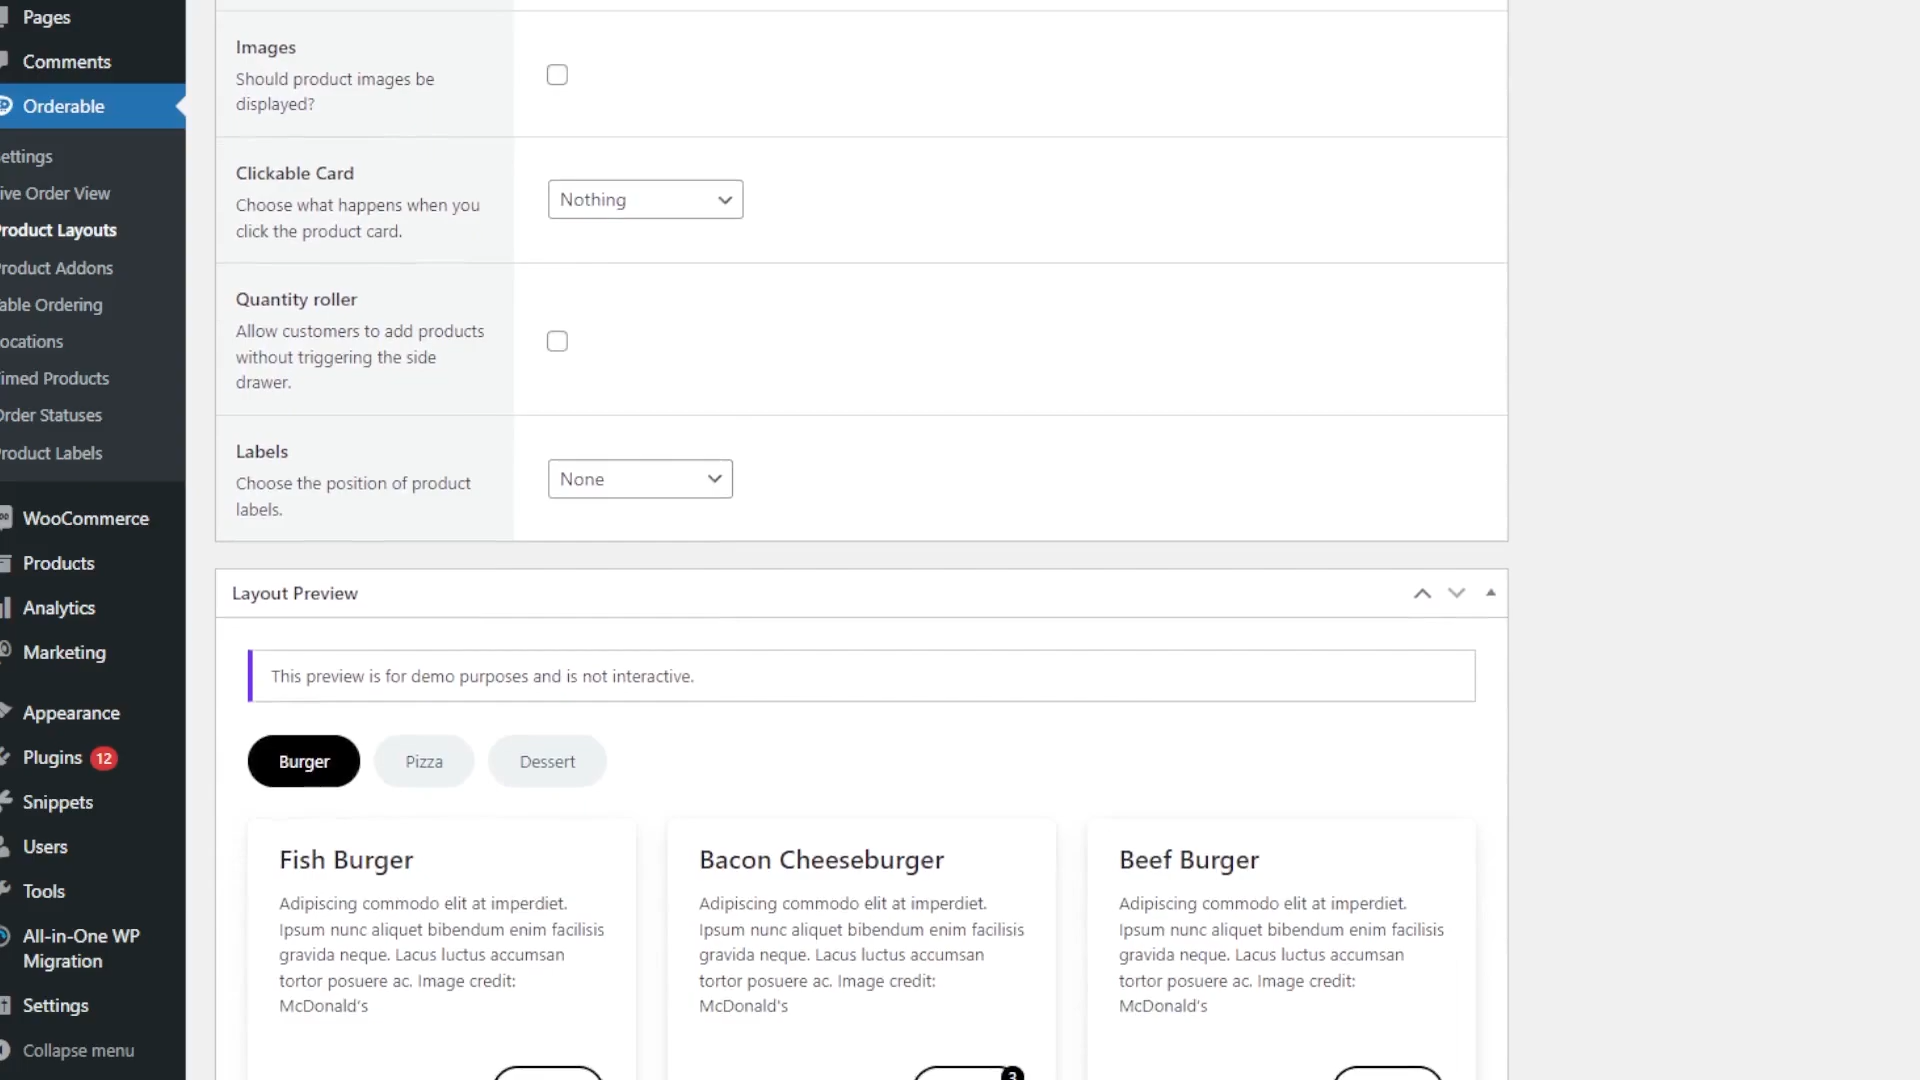 Pages
Comments
Orderable
ettings
ive Order View
roduct Layouts
roduct Addons
able Ordering
ocations
imed Products
Order Statuses
roduct Labels
WooCommerce
Products
Analytics
Marketing
Appearance
Plugins 12
Snippets
Users
Tools
All-in-One WP
Migration
Settings
Collapse menu
Images
Should product images be
displayed?
Clickable Card
Choose what happens when you
click the product card.
Nothing
Quantity roller
Allow customers to add products
without triggering the side
drawer.
Labels
Choose the position of product
labels.
None
Layout Preview
This preview is for demo purposes and is not interactive.
Burger
Pizza
Dessert
Fish Burger
Adipiscing commodo elit at imperdiet.
Ipsum nunc aliquet bibendum enim facilisis
gravida neque. Lacus luctus accumsan
tortor posuere ac. Image credit:
McDonald's
Bacon Cheeseburger
Adipiscing commodo elit at imperdiet.
Ipsum nunc aliquet bibendum enim facilisis
gravida neque. Lacus luctus accumsan
tortor posuere ac. Image credit:
McDonald's
3
Beef Burger
Adipiscing commodo elit at imperdiet.
Ipsum nunc aliquet bibendum enim facilisis
gravida neque. Lacus luctus accumsan
tortor posuere ac. Image credit:
McDonald's